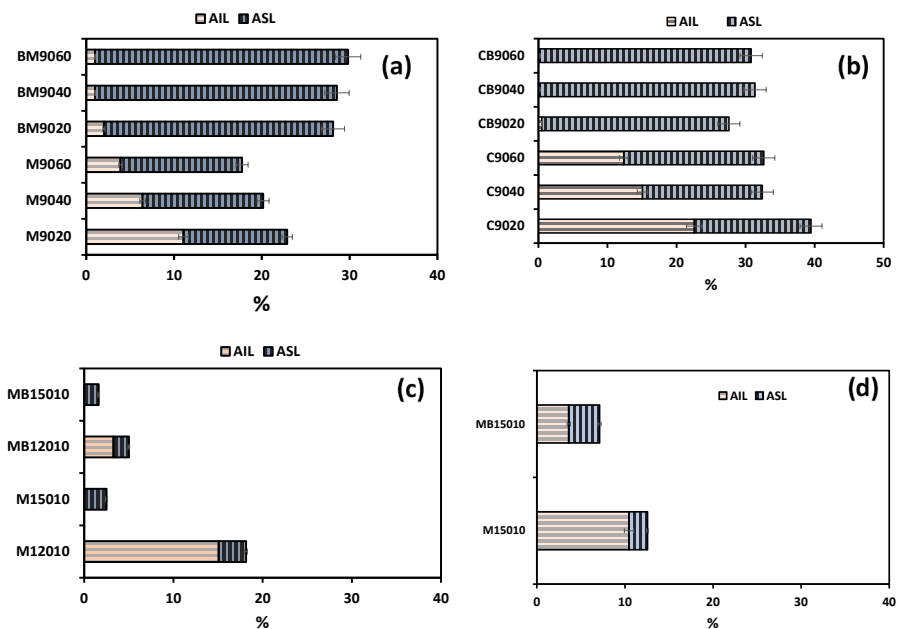 AIL ASL
(a)
BM9060
BM9040
BM9020
M9060
M9040
M9020
0 10 20 30 40
%
AIL ASL
(b)
CB9060
CB9040
CB9020
C9060
C9040
C9020
0 10 20 30 40 50
%
AIL ASL
(c)
MB15010
MB12010
M15010
M12010
0 10 20 30 40
%
(d)
AIL ASL
MB15010
M15010
0 10 20 30 40
%